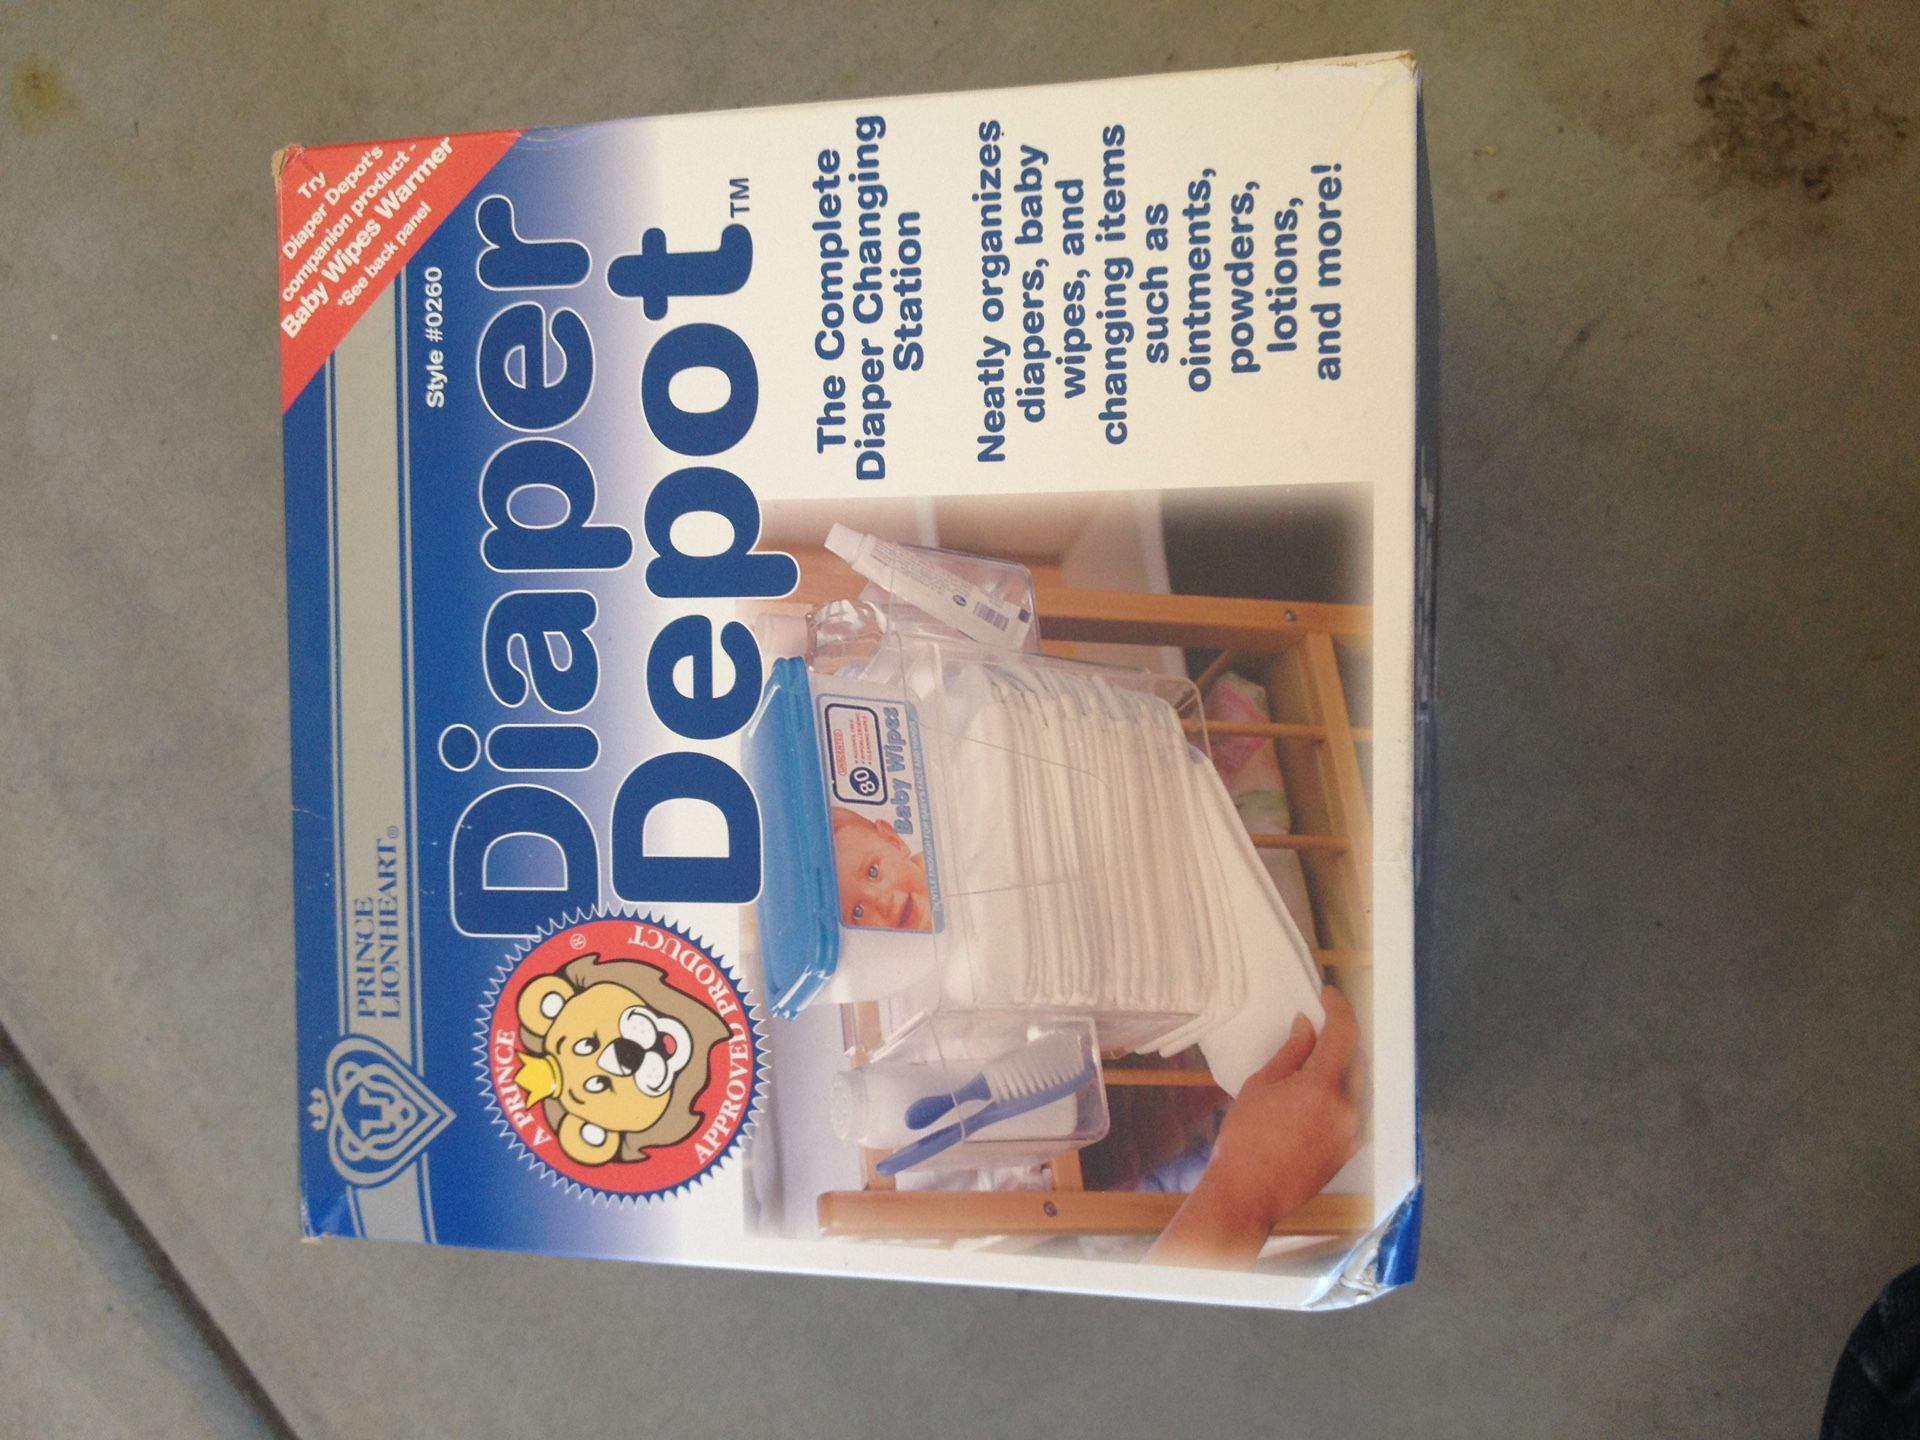 Try
Diaper Depot's
companion product -
Baby Wipes Warmer
*See back panel
PRINCE
LIONHEART®
Style #0260
Diaper
Depot™
A PRINCE
APPROVED PRODUCT
®
The Complete
Diaper Changing
Station
Neatly organizes
diapers, baby
wipes, and
changing items
such as
ointments,
powders,
lotions,
and more!
UNSCENTED
80
Baby Wipes